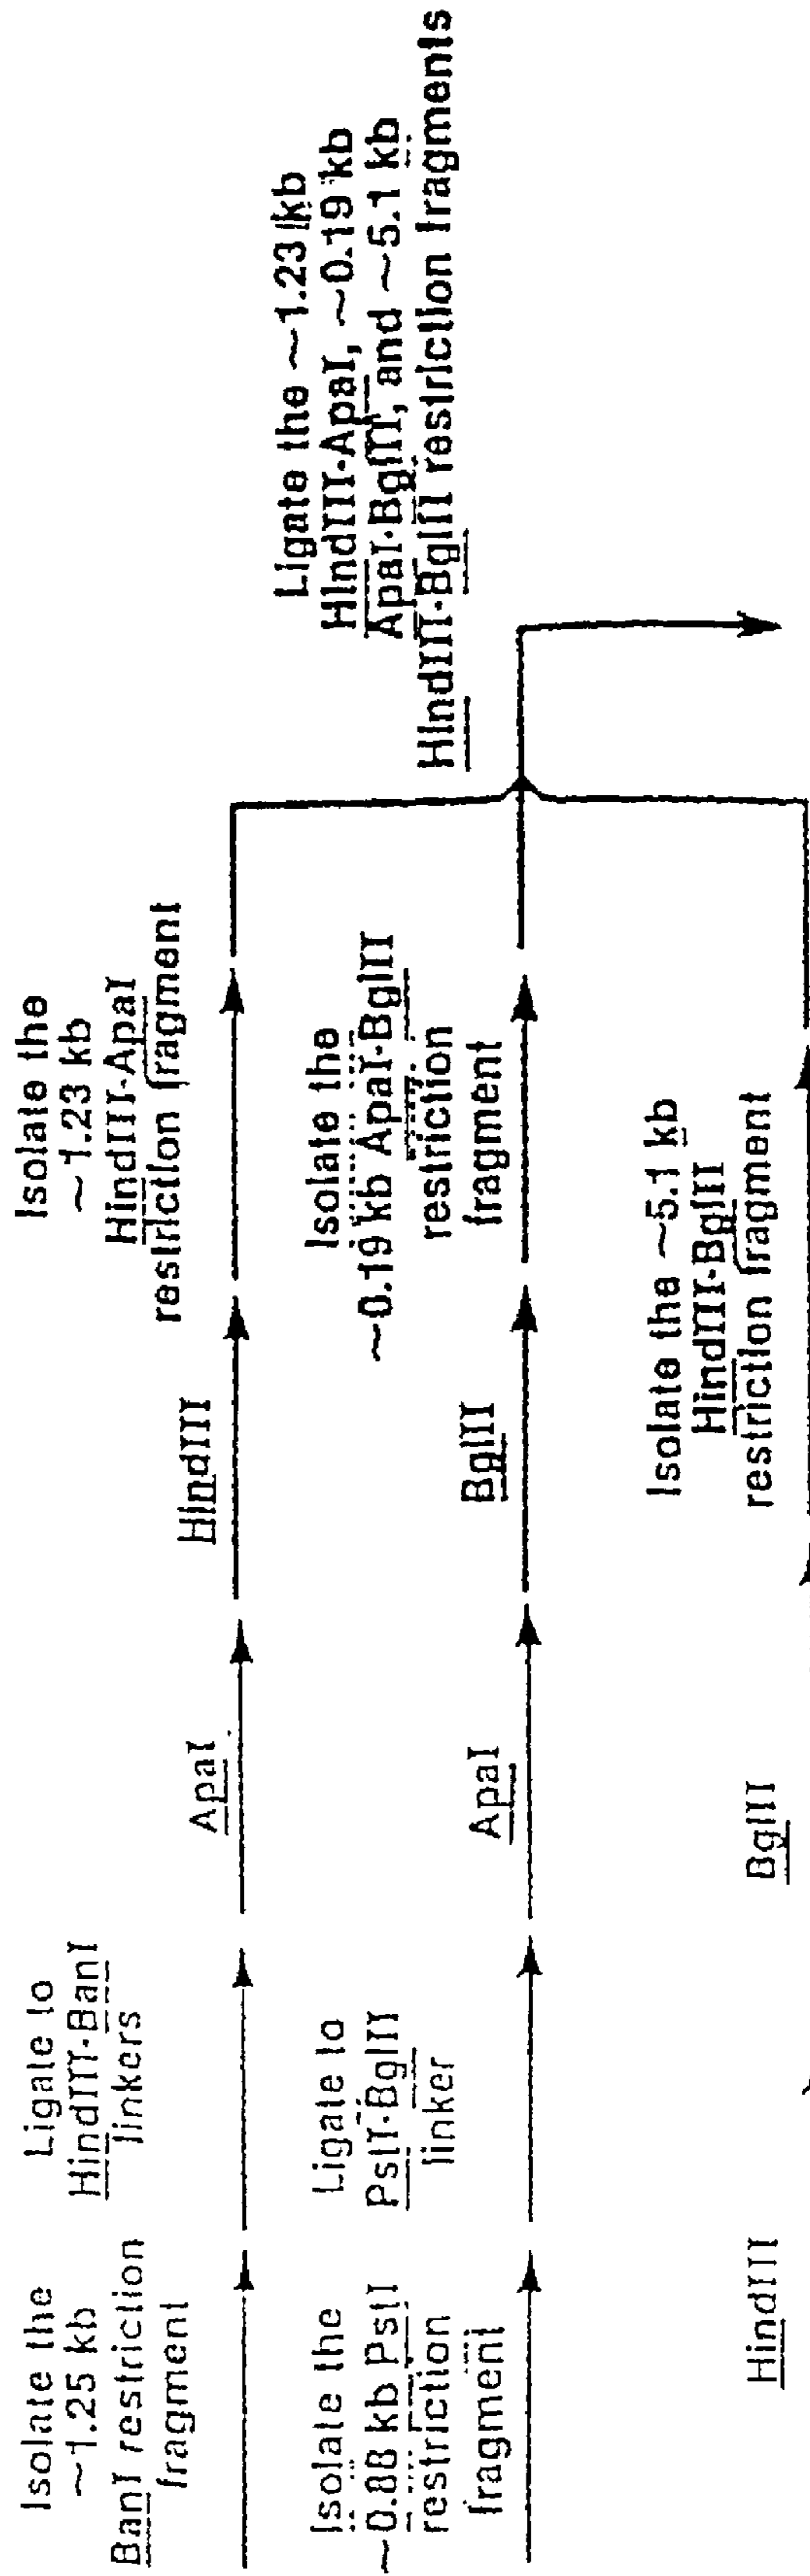 Isolate the
~1.25 kb
BanI restriction
fragment
Ligate to
HindIII-BanI
linkers
ApaI
HindIII
Isolate the
~1.23 kb
HindIII-ApaI
restriction fragment
Isolate the
~0.88 kb PstI
restriction
fragment
Ligate to
PstI-BglII
linker
ApaI
BglII
Isolate the
~0.19 kb ApaI-BglII
restriction
fragment
HindIII
BglII
Isolate the ~5.1 kb
HindIII-BglII
restriction fragment
Ligate the ~1.23 kb
HindIII-ApaI, ~0.19 kb
ApaI-BglII, and ~5.1 kb
HindIII-BglII restriction fragments